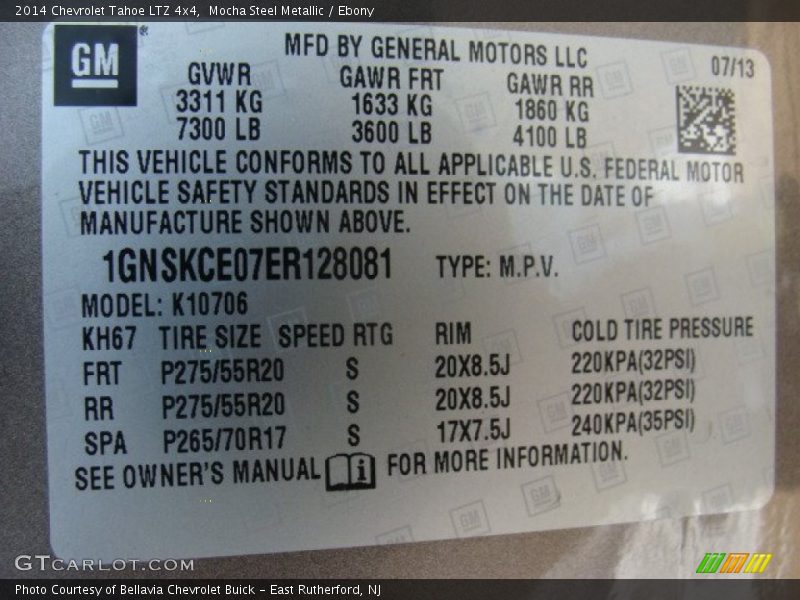 2014 Chevrolet Tahoe LTZ 4x4, Mocha Steel Metallic / Ebony
GM
MFD BY GENERAL MOTORS LLC
07/13
GVWR GAWR FRT GAWR RR
3311 KG 1633 KG 1860 KG
7300 LB 3600 LB 4100 LB
THIS VEHICLE CONFORMS TO ALL APPLICABLE U.S. FEDERAL MOTOR
VEHICLE SAFETY STANDARDS IN EFFECT ON THE DATE OF
MANUFACTURE SHOWN ABOVE.
1GNSKCE07ER128081 TYPE: M.P.V.
MODEL: K10706
KH67 TIRE SIZE SPEED RTG RIM COLD TIRE PRESSURE
FRT P275/55R20 S 20X8.5J 220KPA(32PSI)
RR P275/55R20 S 20X8.5J 220KPA(32PSI)
SPA P265/70R17 S 17X7.5J 240KPA(35PSI)
SEE OWNER'S MANUAL FOR MORE INFORMATION.
GTCARLOT.COM
Photo Courtesy of Bellavia Chevrolet Buick – East Rutherford, NJ